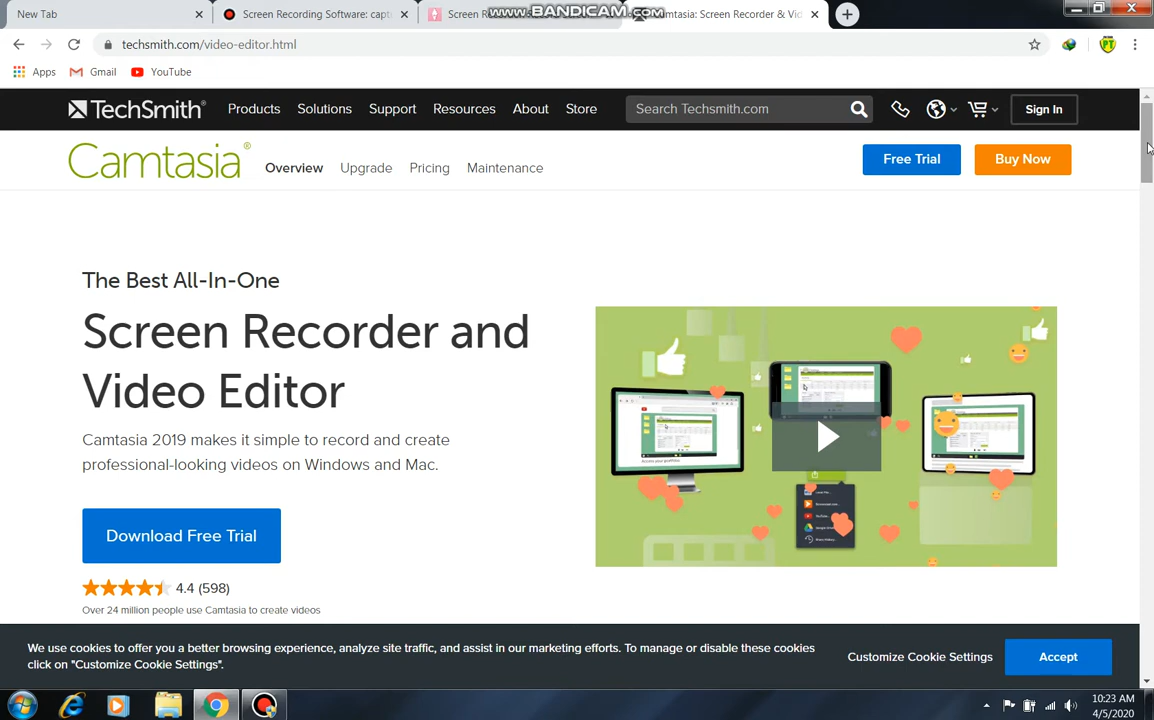 New Tab
Screen Recording Software: capt
Screen Re
www.BANDICAM.com
amtasia: Screen Recorder & Vid
techsmith.com/video-editor.html
Apps Gmail YouTube
TechSmith® Products Solutions Support Resources About Store Search Techsmith.com Sign In
Camtasia® Overview Upgrade Pricing Maintenance Free Trial Buy Now
The Best All-In-One
Screen Recorder and
Video Editor
Camtasia 2019 makes it simple to record and create
professional-looking videos on Windows and Mac.
Download Free Trial
4.4 (598)
Over 24 million people use Camtasia to create videos
We use cookies to offer you a better browsing experience, analyze site traffic, and assist in our marketing efforts. To manage or disable these cookies
click on "Customize Cookie Settings".
Customize Cookie Settings
Accept
10:23 AM
4/5/2020